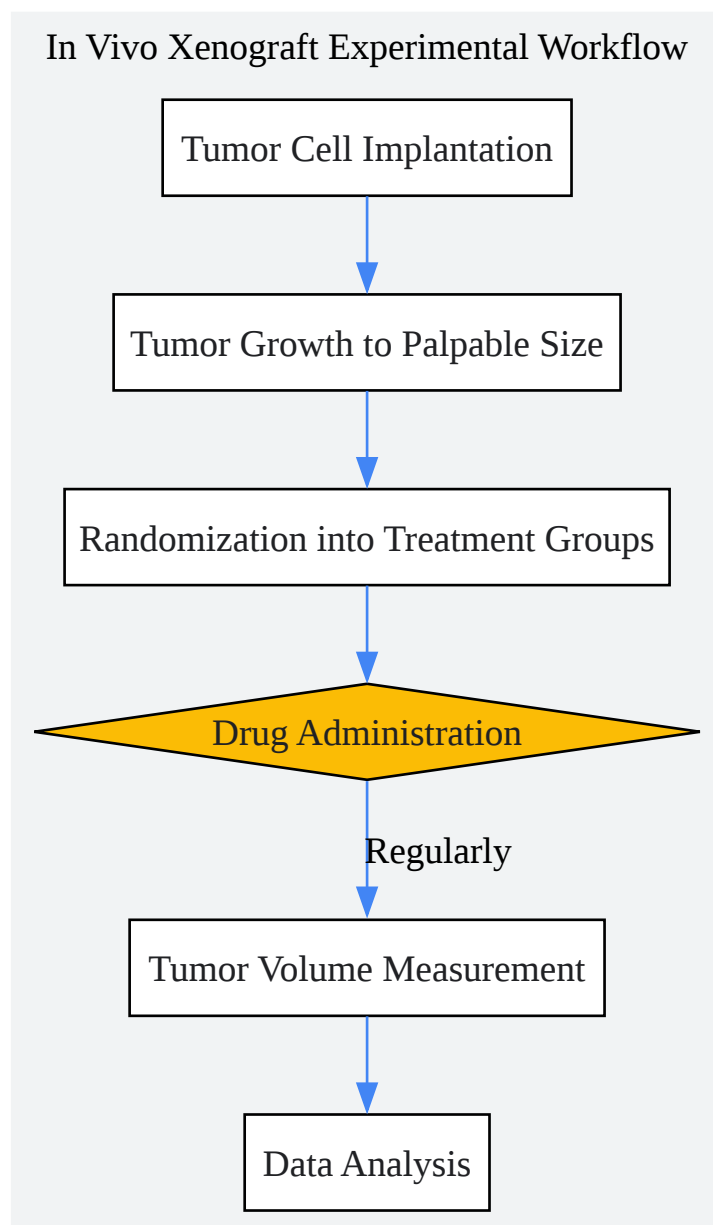 In Vivo Xenograft Experimental Workflow
Tumor Cell Implantation
Tumor Growth to Palpable Size
Randomization into Treatment Groups
Drug Administration
Regularly
Tumor Volume Measurement
Data Analysis